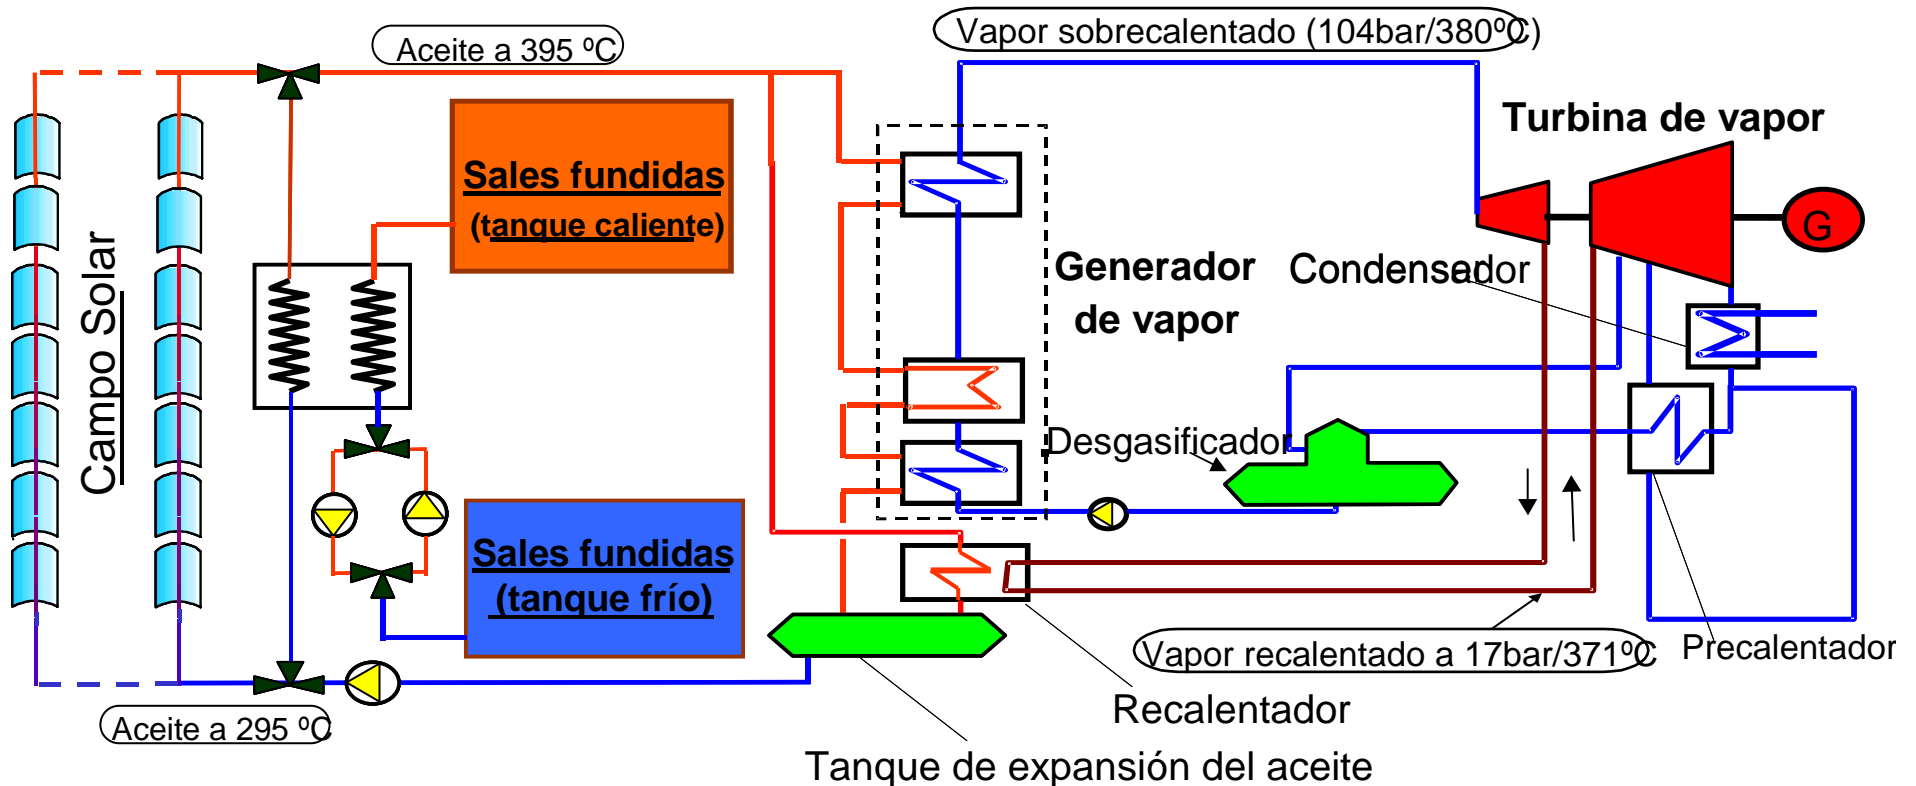 Aceite a 395 ºC
Vapor sobrecalentado (104bar/380ºC)
Turbina de vapor
Sales fundidas
(tanque caliente)
G
Campo Solar
Generador
de vapor
Condensador
Desgasificador
Sales fundidas
(tanque frío)
Vapor recalentado a 17bar/371ºC
Precalentador
Aceite a 295 ºC
Recalentador
Tanque de expansión del aceite